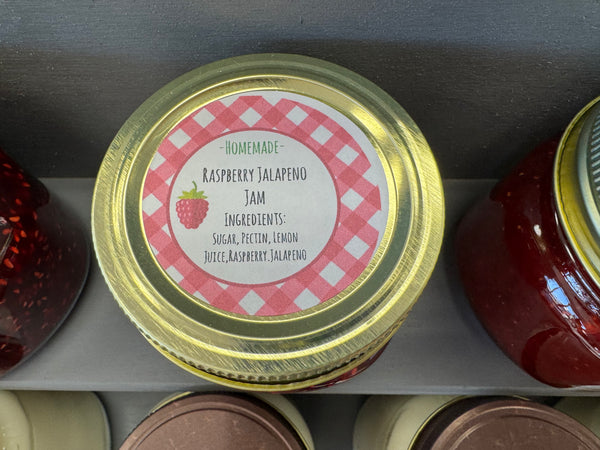 -Homemade-
Raspberry Jalapeno
Jam
Ingredients:
Sugar, Pectin, Lemon
Juice,Raspberry.Jalapeno